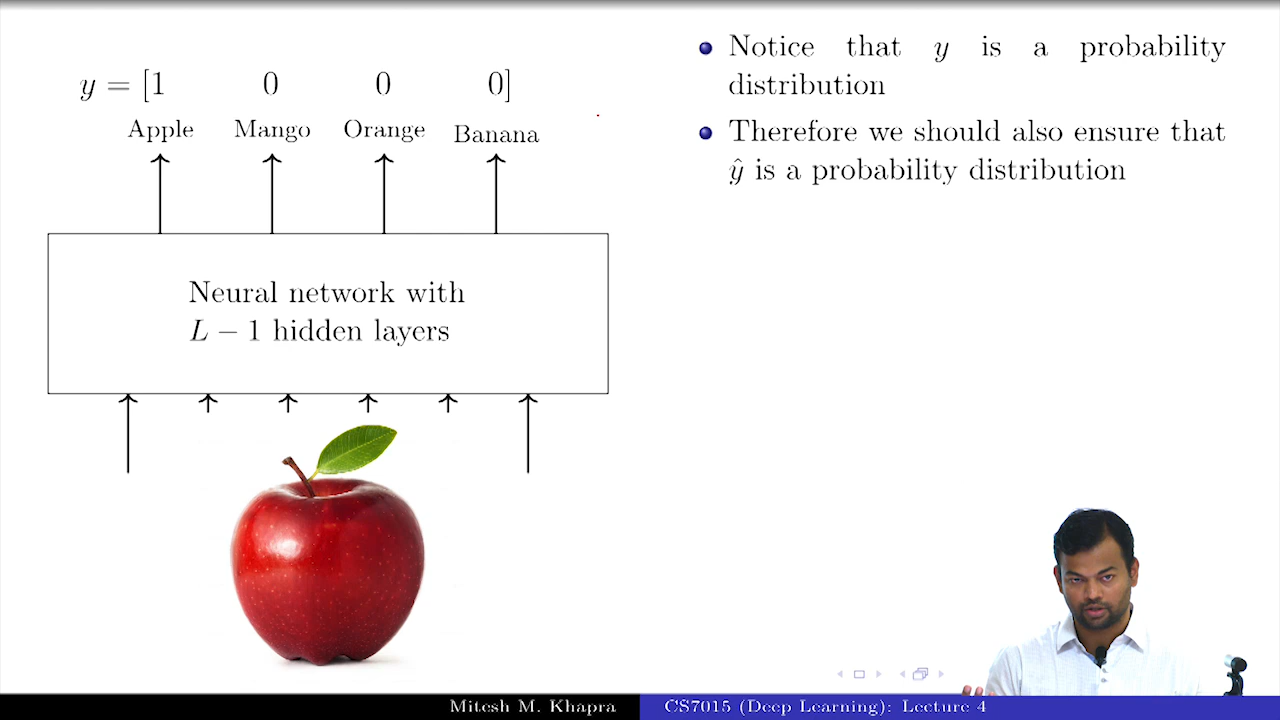 y = [1 0 0 0]
Apple Mango Orange Banana
Neural network with
L − 1 hidden layers
Notice that y is a probability
distribution
Therefore we should also ensure that
ŷ is a probability distribution
Mitesh M. Khapra
CS7015 (Deep Learning): Lecture 4